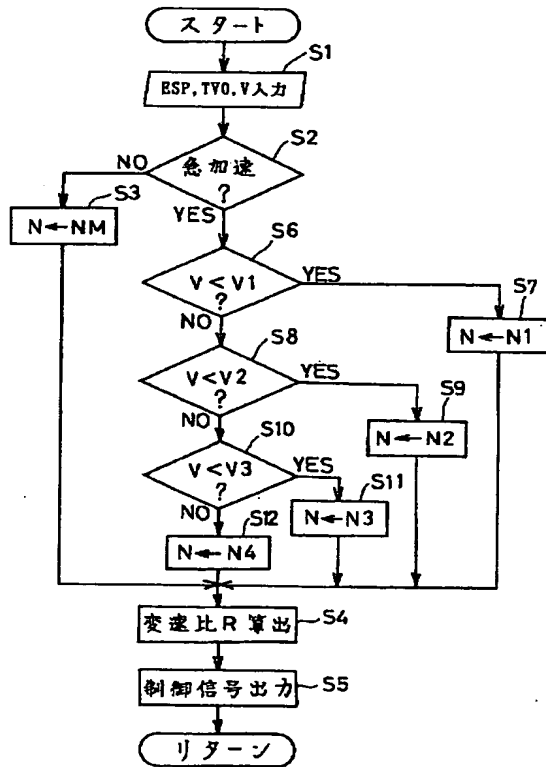 スタート
S1
ESP,TVO,V入力
S2
急加速
?
NO
YES
S3
N←NM
S6
V<V1
?
YES
NO
S7
N←N1
S8
V<V2
?
YES
NO
S9
N←N2
S10
V<V3
?
YES
NO
S11
N←N3
S12
N←N4
変速比R算出
S4
制御信号出力
S5
リターン